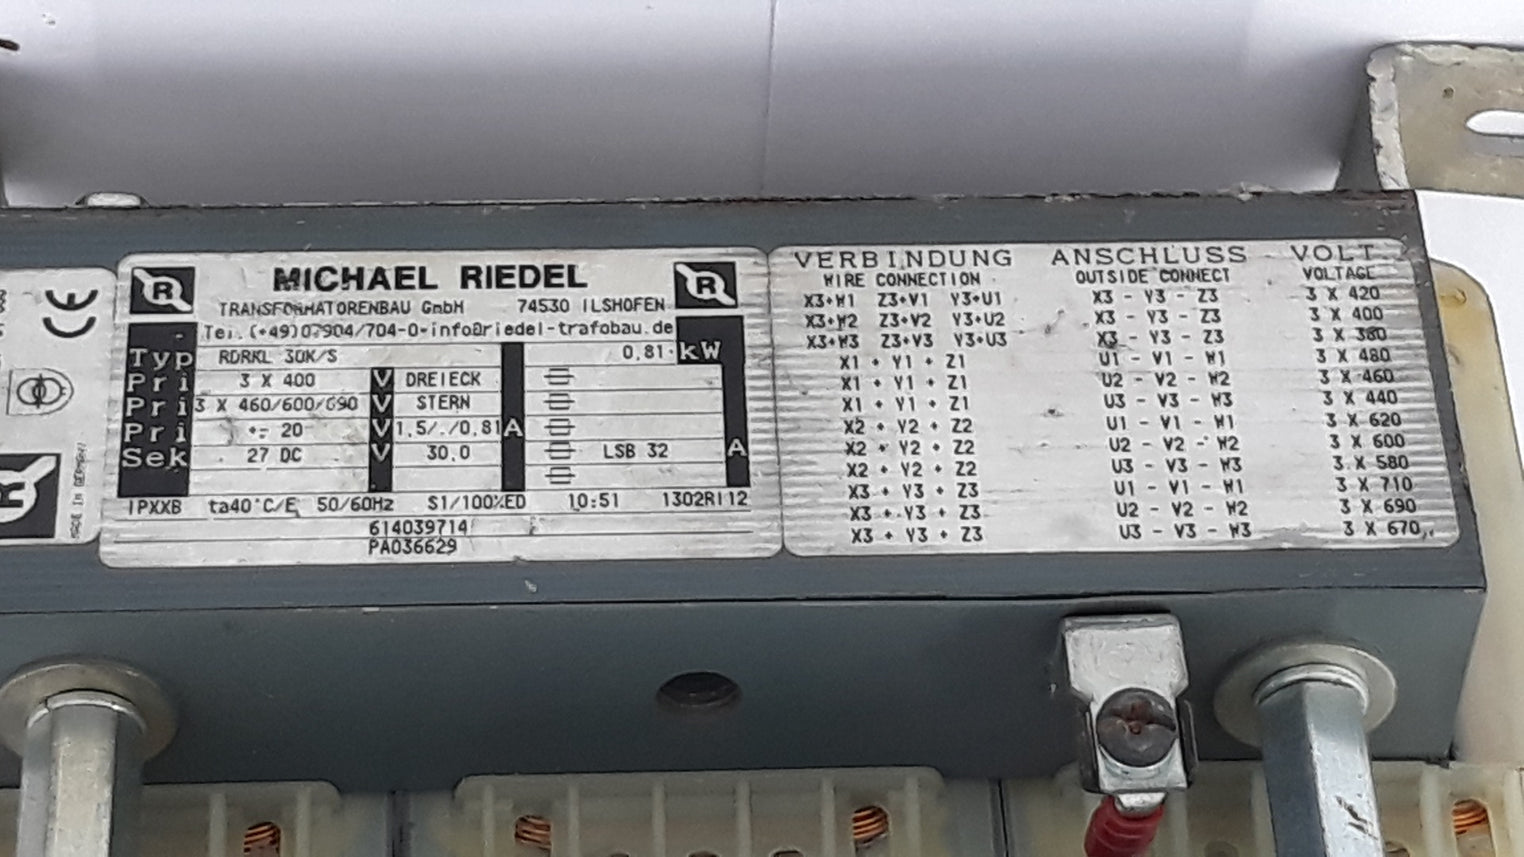 CE
MADE IN GERMANY
R
MICHAEL RIEDEL
R
TRANSFORMATORENBAU GmbH 74530 ILSHOFEN
Tel. (+49)07904/704-0·info@riedel-trafobau.de
Typ RDRKL 30K/S 0,81 kW
Pri 3 X 400 V DREIECK
Pri 3 X 460/600/690 V STERN
Pri +- 20 V 1,5/./0,81 A
Sek 27 DC V 30,0 LSB 32 A
IPXXB ta40°C/E 50/60Hz S1/100%ED 10:51 1302RI12
614039714
PA036629
VERBINDUNG ANSCHLUSS VOLT
WIRE CONNECTION OUTSIDE CONNECT VOLTAGE
X3+W1 Z3+V1 Y3+U1 X3 - Y3 - Z3 3 X 420
X3+W2 Z3+V2 Y3+U2 X3 - Y3 - Z3 3 X 400
X3+W3 Z3+V3 Y3+U3 X3 - Y3 - Z3 3 X 380
X1 + Y1 + Z1 U1 - V1 - W1 3 X 480
X1 + Y1 + Z1 U2 - V2 - W2 3 X 460
X1 + Y1 + Z1 U3 - V3 - W3 3 X 440
X2 + Y2 + Z2 U1 - V1 - W1 3 X 620
X2 + Y2 + Z2 U2 - V2 - W2 3 X 600
X2 + Y2 + Z2 U3 - V3 - W3 3 X 580
X3 + Y3 + Z3 U1 - V1 - W1 3 X 710
X3 + Y3 + Z3 U2 - V2 - W2 3 X 690
X3 + Y3 + Z3 U3 - V3 - W3 3 X 670